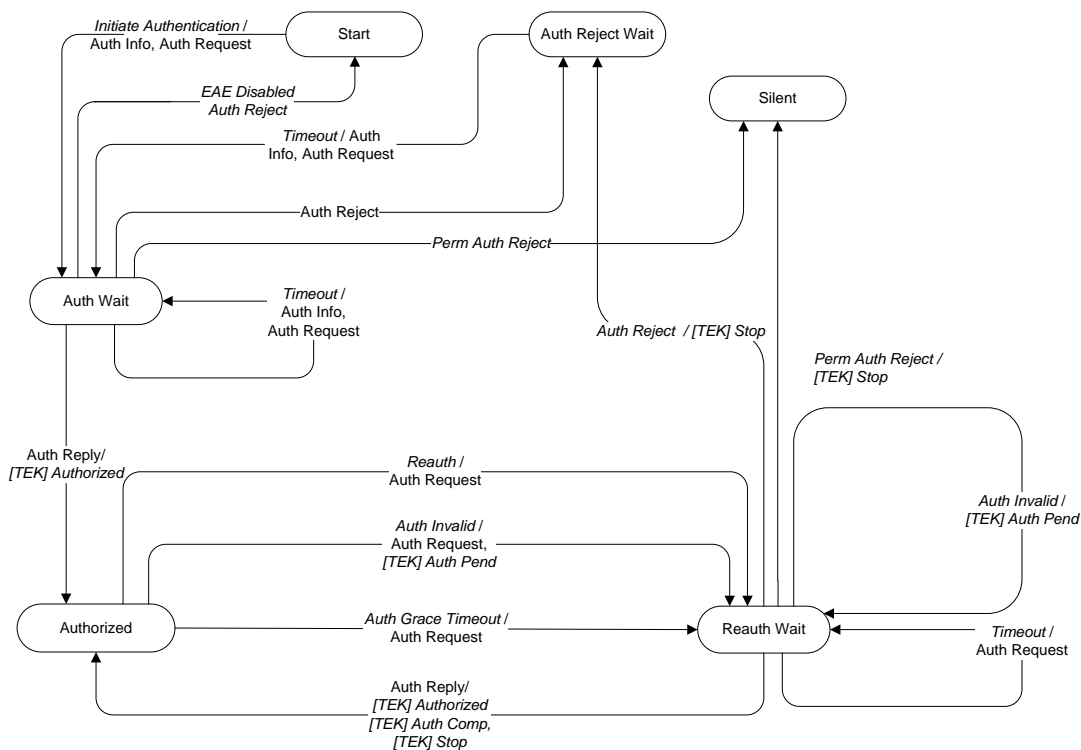 Initiate Authentication /
Auth Info, Auth Request
Start
Auth Reject Wait
EAE Disabled
Auth Reject
Silent
Timeout / Auth
Info, Auth Request
Auth Reject
Perm Auth Reject
Auth Wait
Timeout /
Auth Info,
Auth Request
Auth Reject / [TEK] Stop
Perm Auth Reject /
[TEK] Stop
Auth Reply/
[TEK] Authorized
Reauth /
Auth Request
Auth Invalid /
[TEK] Auth Pend
Auth Invalid /
Auth Request,
[TEK] Auth Pend
Authorized
Auth Grace Timeout /
Auth Request
Reauth Wait
Timeout /
Auth Request
Auth Reply/
[TEK] Authorized
[TEK] Auth Comp,
[TEK] Stop